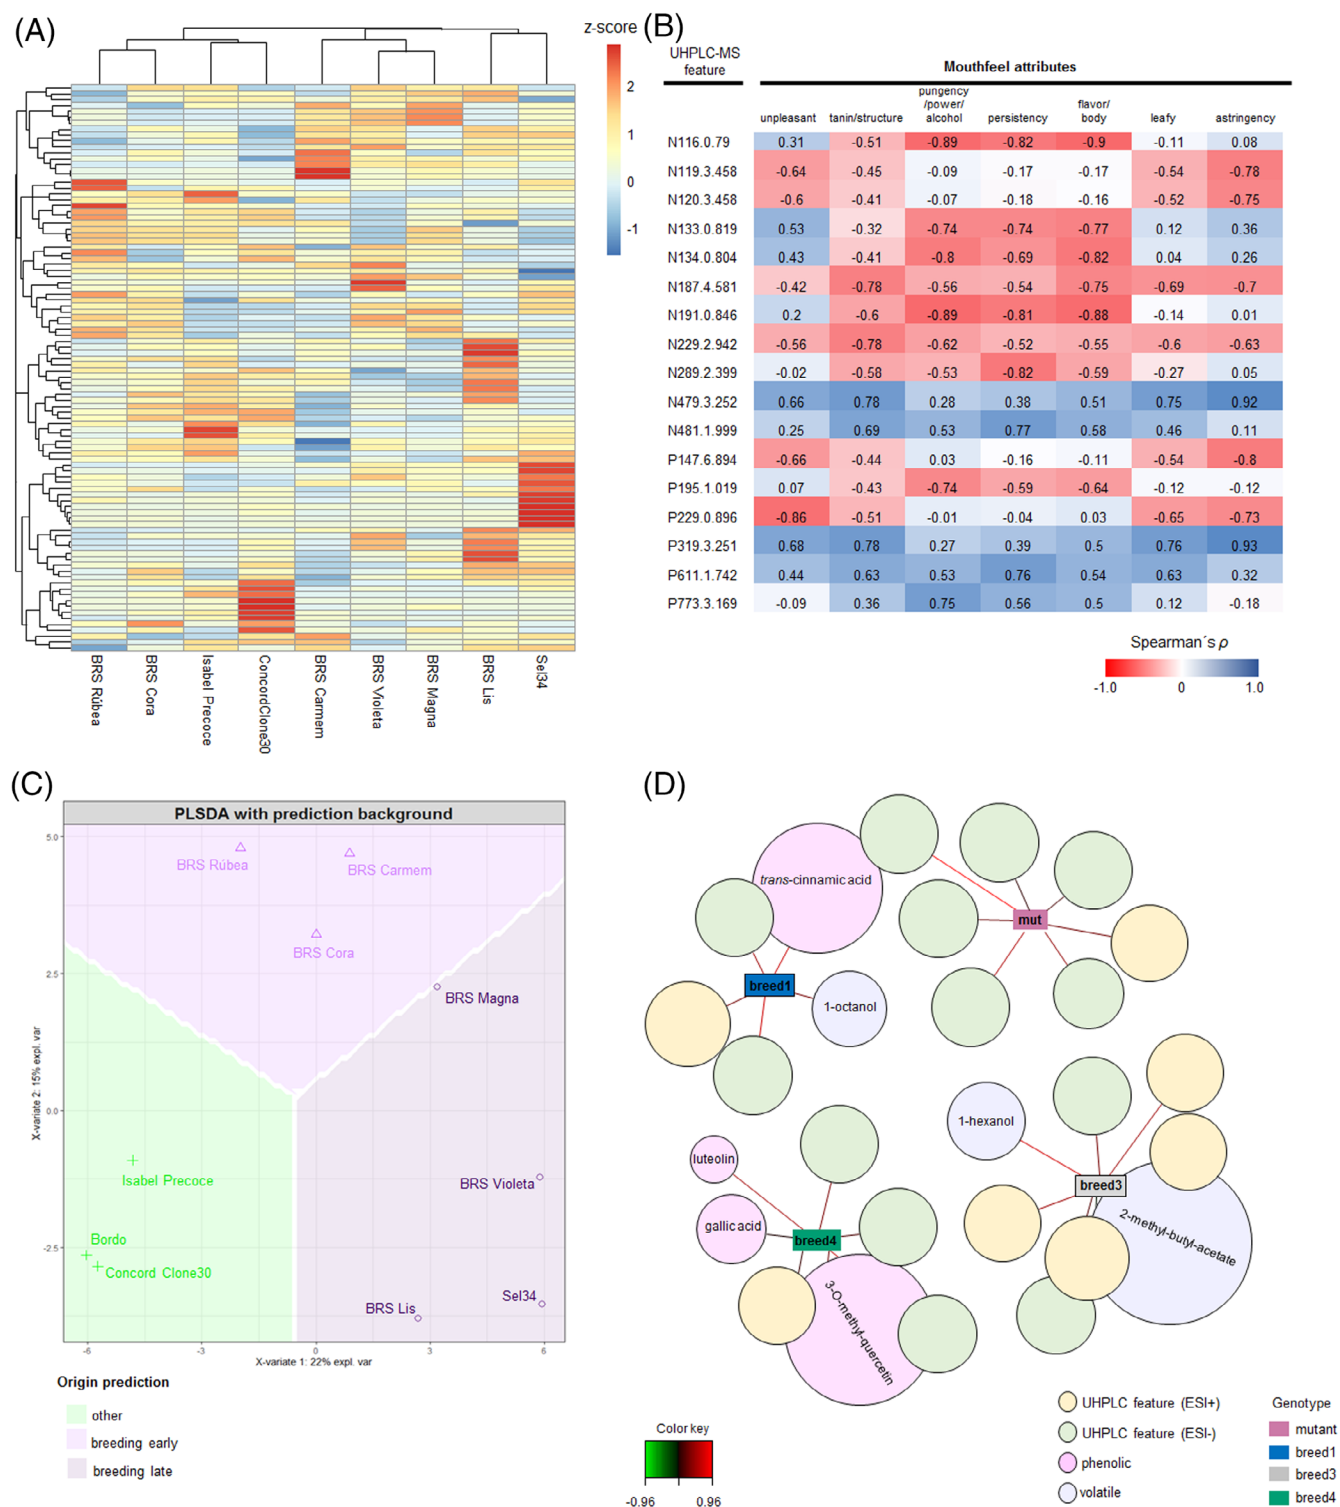 (A)
z-score
2
1
0
-1
BRS Rúbea
BRS Cora
Isabel Precoce
ConcordClone30
BRS Carmem
BRS Violeta
BRS Magna
BRS Lis
Sel34
(B)
UHPLC-MS
feature
Mouthfeel attributes
unpleasant tanin/structure pungency /power/ alcohol persistency flavor/ body leafy astringency
N116.0.79 0.31 -0.51 -0.89 -0.82 -0.9 -0.11 0.08
N119.3.458 -0.64 -0.45 -0.09 -0.17 -0.17 -0.54 -0.78
N120.3.458 -0.6 -0.41 -0.07 -0.18 -0.16 -0.52 -0.75
N133.0.819 0.53 -0.32 -0.74 -0.74 -0.77 0.12 0.36
N134.0.804 0.43 -0.41 -0.8 -0.69 -0.82 0.04 0.26
N187.4.581 -0.42 -0.78 -0.56 -0.54 -0.75 -0.69 -0.7
N191.0.846 0.2 -0.6 -0.89 -0.81 -0.88 -0.14 0.01
N229.2.942 -0.56 -0.78 -0.62 -0.52 -0.55 -0.6 -0.63
N289.2.399 -0.02 -0.58 -0.53 -0.82 -0.59 -0.27 0.05
N479.3.252 0.66 0.78 0.28 0.38 0.51 0.75 0.92
N481.1.999 0.25 0.69 0.53 0.77 0.58 0.46 0.11
P147.6.894 -0.66 -0.44 0.03 -0.16 -0.11 -0.54 -0.8
P195.1.019 0.07 -0.43 -0.74 -0.59 -0.64 -0.12 -0.12
P229.0.896 -0.86 -0.51 -0.01 -0.04 0.03 -0.65 -0.73
P319.3.251 0.68 0.78 0.27 0.39 0.5 0.76 0.93
P611.1.742 0.44 0.63 0.53 0.76 0.54 0.63 0.32
P773.3.169 -0.09 0.36 0.75 0.56 0.5 0.12 -0.18
Spearman´s ρ
-1.0 0 1.0
(C)
PLSDA with prediction background
X-variate 2: 15% expl. var
5.0
2.5
0.0
-2.5
BRS Rúbea
BRS Carmem
BRS Cora
BRS Magna
Isabel Precoce
BRS Violeta
Bordo
Concord Clone30
Sel34
BRS Lis
-6 -3 0 3 6
X-variate 1: 22% expl. var
Origin prediction
other
breeding early
breeding late
(D)
trans-cinnamic acid
mut
breed1
1-octanol
1-hexanol
luteolin
breed3
gallic acid
breed4
2-methyl-butyl-acetate
3-O-methyl-quercetin
Color key
-0.96 0.96
UHPLC feature (ESI+)
UHPLC feature (ESI-)
phenolic
volatile
Genotype
mutant
breed1
breed3
breed4